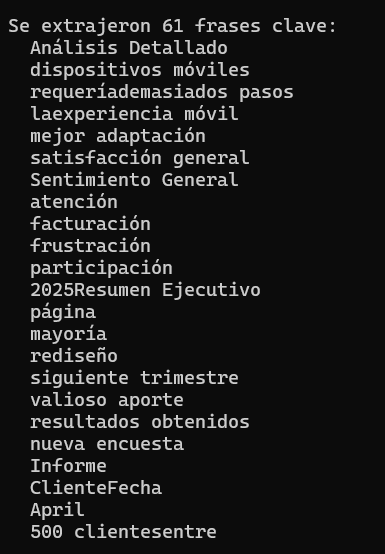 Se extrajeron 61 frases clave:
Análisis Detallado
dispositivos móviles
requeríademasiados pasos
laexperiencia móvil
mejor adaptación
satisfacción general
Sentimiento General
atención
facturación
frustración
participación
2025Resumen Ejecutivo
página
mayoría
rediseño
siguiente trimestre
valioso aporte
resultados obtenidos
nueva encuesta
Informe
ClienteFecha
April
500 clientesentre